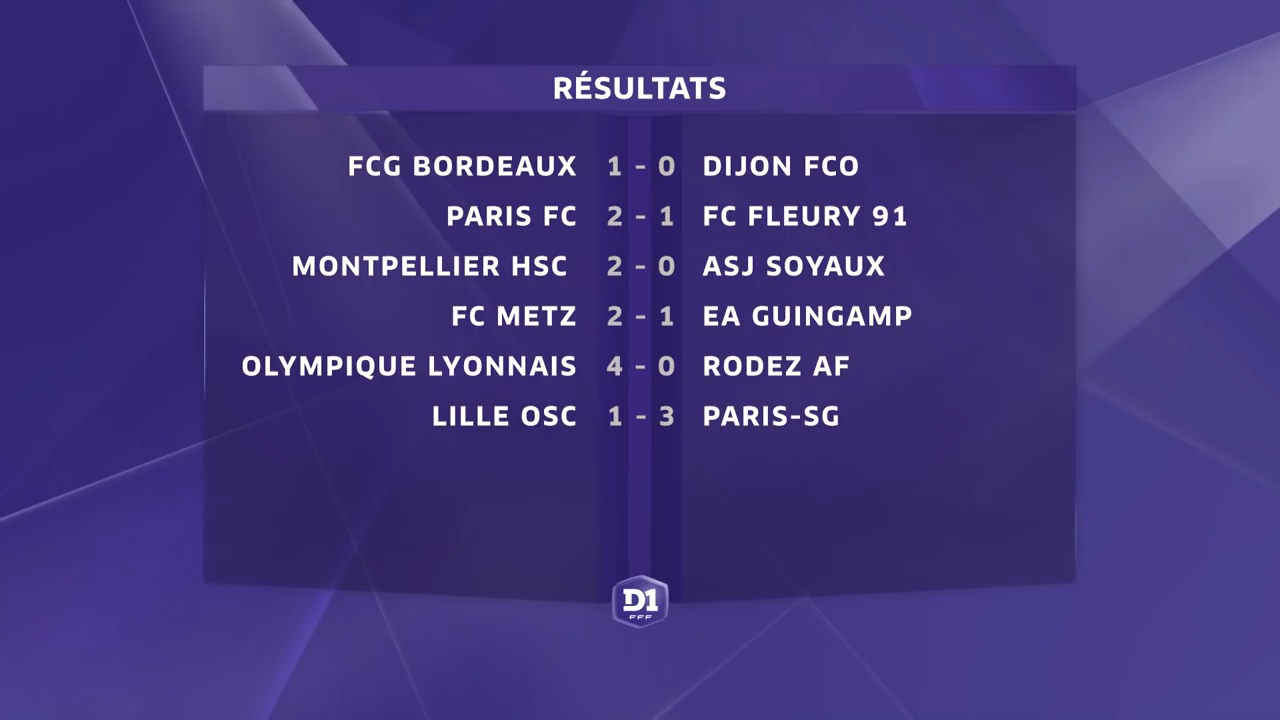 RÉSULTATS
FCG BORDEAUX 1 - 0 DIJON FCO
PARIS FC 2 - 1 FC FLEURY 91
MONTPELLIER HSC 2 - 0 ASJ SOYAUX
FC METZ 2 - 1 EA GUINGAMP
OLYMPIQUE LYONNAIS 4 - 0 RODEZ AF
LILLE OSC 1 - 3 PARIS-SG
D1
FFF